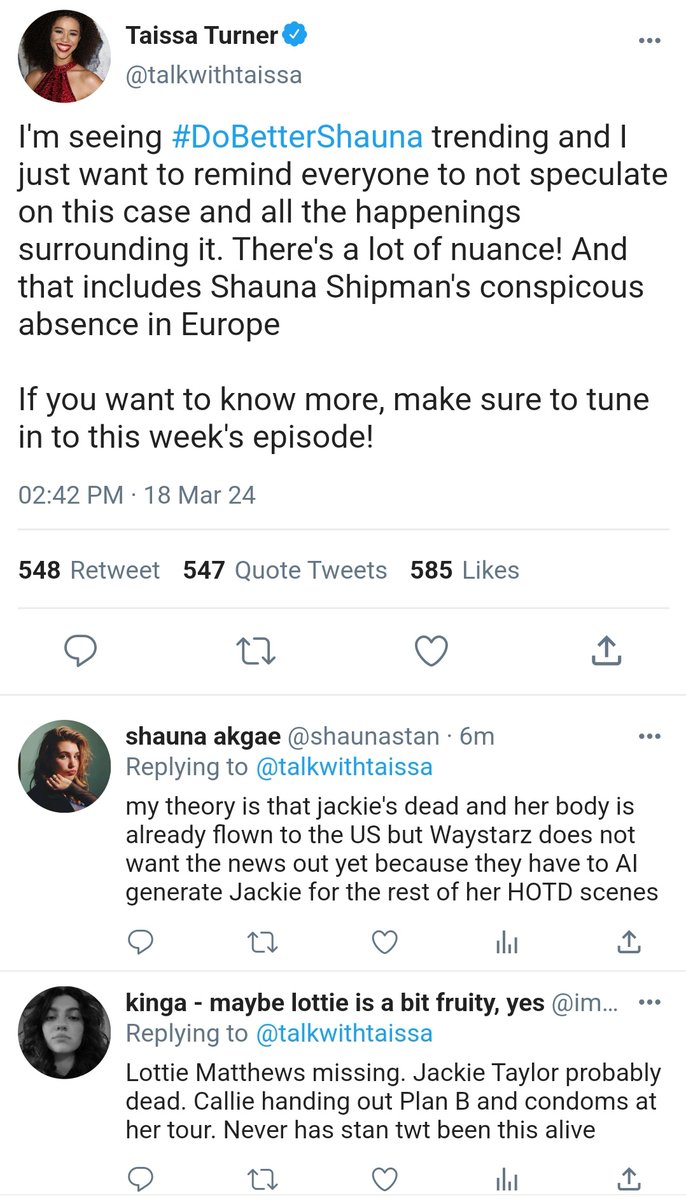 Taissa Turner
@talkwithtaissa
I'm seeing #DoBetterShauna trending and I
just want to remind everyone to not speculate
on this case and all the happenings
surrounding it. There's a lot of nuance! And
that includes Shauna Shipman's conspicous
absence in Europe
If you want to know more, make sure to tune
in to this week's episode!
02:42 PM · 18 Mar 24
548 Retweet 547 Quote Tweets 585 Likes
shauna akgae @shaunastan · 6m
Replying to @talkwithtaissa
my theory is that jackie's dead and her body is
already flown to the US but Waystarz does not
want the news out yet because they have to AI
generate Jackie for the rest of her HOTD scenes
kinga - maybe lottie is a bit fruity, yes @im...
Replying to @talkwithtaissa
Lottie Matthews missing. Jackie Taylor probably
dead. Callie handing out Plan B and condoms at
her tour. Never has stan twt been this alive